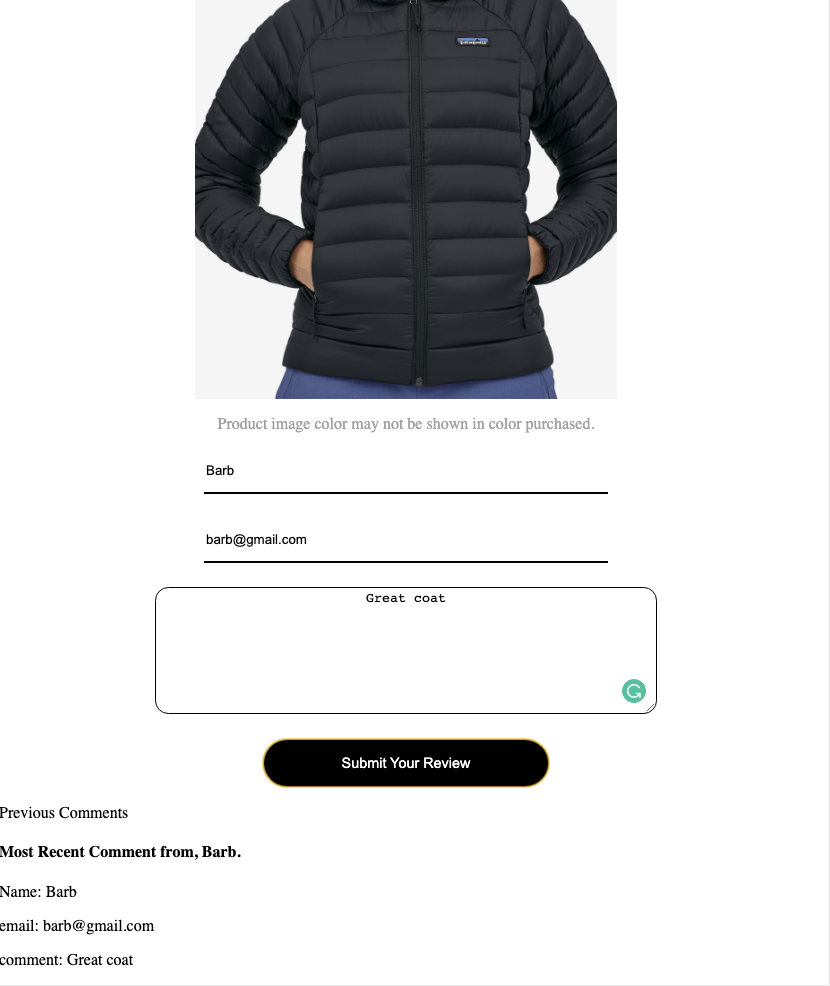 patagonia
Product image color may not be shown in color purchased.
Barb
barb@gmail.com
Great coat
Submit Your Review
Previous Comments
Most Recent Comment from, Barb.
Name: Barb
email: barb@gmail.com
comment: Great coat